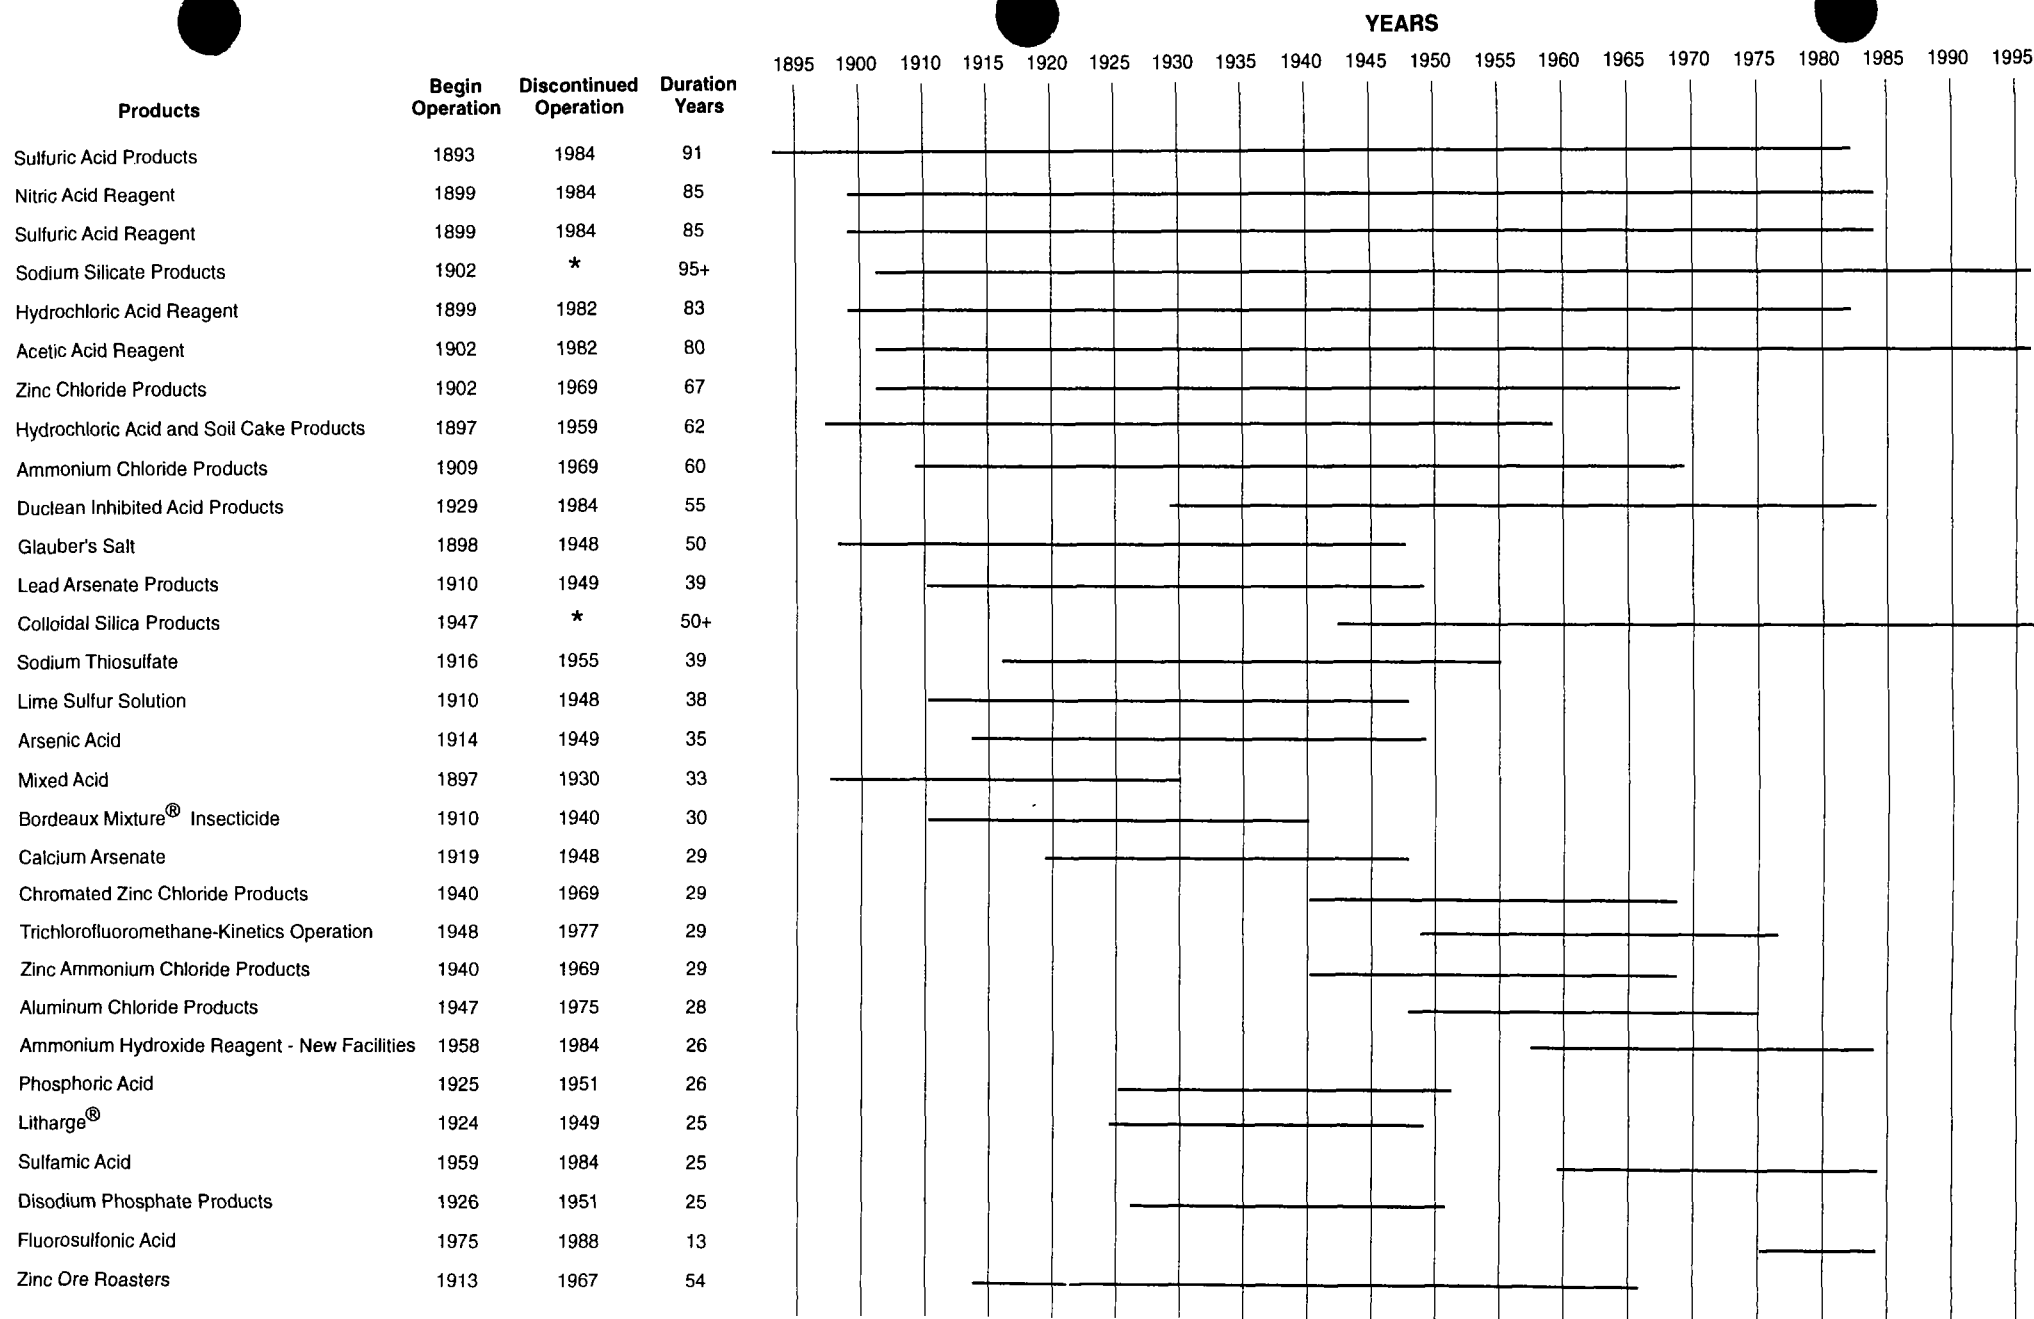 YEARS
1895 1900 1910 1915 1920 1925 1930 1935 1940 1945 1950 1955 1960 1965 1970 1975 1980 1985 1990 1995
Products Begin Operation Discontinued Operation Duration Years
Sulfuric Acid Products 1893 1984 91
Nitric Acid Reagent 1899 1984 85
Sulfuric Acid Reagent 1899 1984 85
Sodium Silicate Products 1902 * 95+
Hydrochloric Acid Reagent 1899 1982 83
Acetic Acid Reagent 1902 1982 80
Zinc Chloride Products 1902 1969 67
Hydrochloric Acid and Soil Cake Products 1897 1959 62
Ammonium Chloride Products 1909 1969 60
Duclean Inhibited Acid Products 1929 1984 55
Glauber's Salt 1898 1948 50
Lead Arsenate Products 1910 1949 39
Colloidal Silica Products 1947 * 50+
Sodium Thiosulfate 1916 1955 39
Lime Sulfur Solution 1910 1948 38
Arsenic Acid 1914 1949 35
Mixed Acid 1897 1930 33
Bordeaux Mixture® Insecticide 1910 1940 30
Calcium Arsenate 1919 1948 29
Chromated Zinc Chloride Products 1940 1969 29
Trichlorofluoromethane-Kinetics Operation 1948 1977 29
Zinc Ammonium Chloride Products 1940 1969 29
Aluminum Chloride Products 1947 1975 28
Ammonium Hydroxide Reagent - New Facilities 1958 1984 26
Phosphoric Acid 1925 1951 26
Litharge® 1924 1949 25
Sulfamic Acid 1959 1984 25
Disodium Phosphate Products 1926 1951 25
Fluorosulfonic Acid 1975 1988 13
Zinc Ore Roasters 1913 1967 54